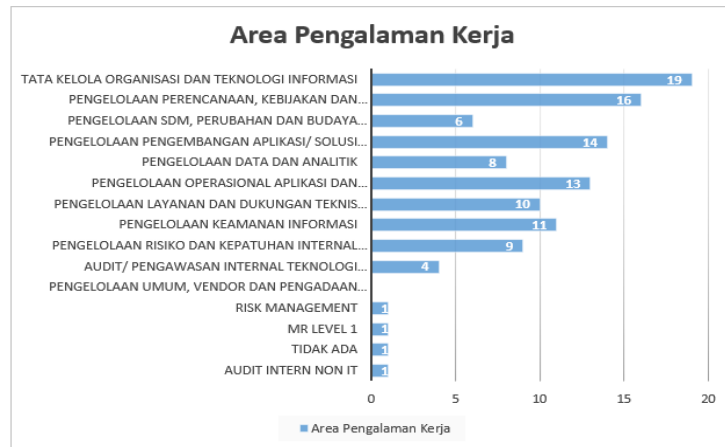 Area Pengalaman Kerja
TATA KELOLA ORGANISASI DAN TEKNOLOGI INFORMASI 19
PENGELOLAAN PERENCANAAN, KEBIJAKAN DAN... 16
PENGELOLAAN SDM, PERUBAHAN DAN BUDAYA... 6
PENGELOLAAN PENGEMBANGAN APLIKASI/ SOLUSI... 14
PENGELOLAAN DATA DAN ANALITIK 8
PENGELOLAAN OPERASIONAL APLIKASI DAN... 13
PENGELOLAAN LAYANAN DAN DUKUNGAN TEKNIS... 10
PENGELOLAAN KEAMANAN INFORMASI 11
PENGELOLAAN RISIKO DAN KEPATUHAN INTERNAL... 9
AUDIT/ PENGAWASAN INTERNAL TEKNOLOGI... 4
PENGELOLAAN UMUM, VENDOR DAN PENGADAAN...
RISK MANAGEMENT 1
MR LEVEL 1 1
TIDAK ADA 1
AUDIT INTERN NON IT 1
0 5 10 15 20
Area Pengalaman Kerja